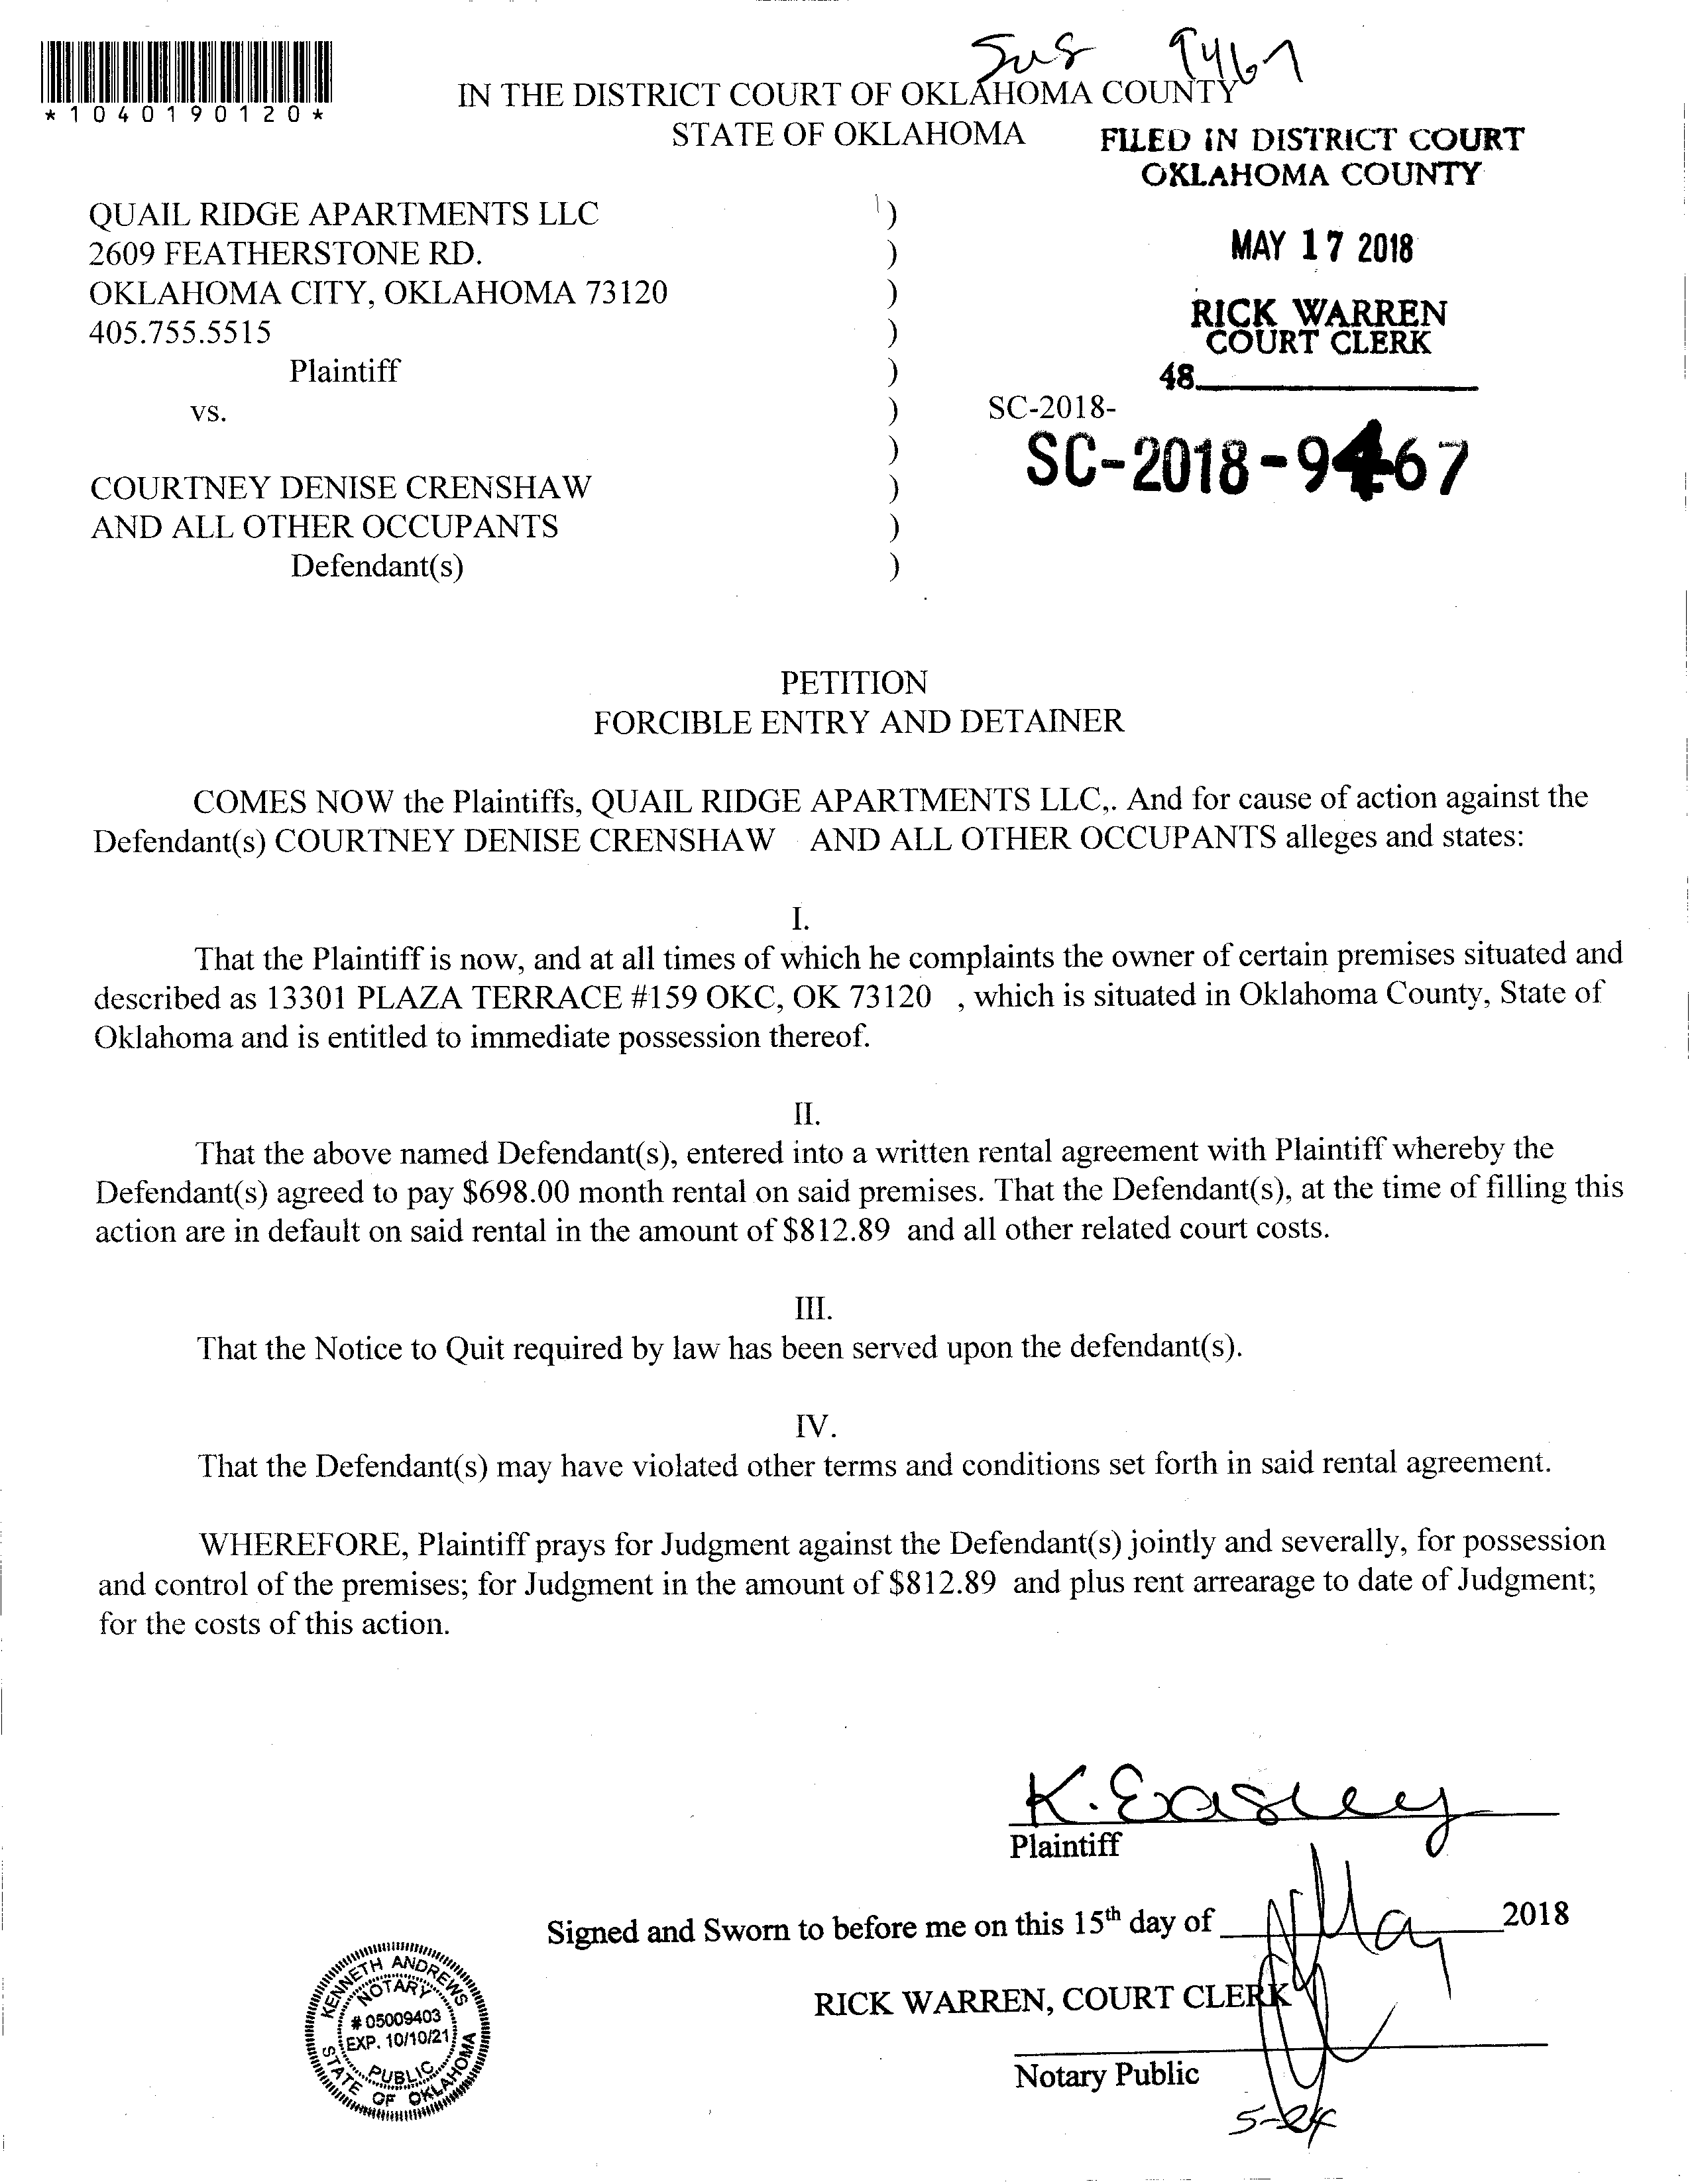 9467
*1040190120*
IN THE DISTRICT COURT OF OKLAHOMA COUNTY
STATE OF OKLAHOMA
FILED IN DISTRICT COURT
OKLAHOMA COUNTY
MAY 17 2018
RICK WARREN
COURT CLERK
48
QUAIL RIDGE APARTMENTS LLC )
2609 FEATHERSTONE RD. )
OKLAHOMA CITY, OKLAHOMA 73120 )
405.755.5515 )
Plaintiff )
vs. ) SC-2018-
) SC-2018-9467
COURTNEY DENISE CRENSHAW )
AND ALL OTHER OCCUPANTS )
Defendant(s) )
PETITION
FORCIBLE ENTRY AND DETAINER
COMES NOW the Plaintiffs, QUAIL RIDGE APARTMENTS LLC,. And for cause of action against the
Defendant(s) COURTNEY DENISE CRENSHAW AND ALL OTHER OCCUPANTS alleges and states:
I.
That the Plaintiff is now, and at all times of which he complaints the owner of certain premises situated and
described as 13301 PLAZA TERRACE #159 OKC, OK 73120 , which is situated in Oklahoma County, State of
Oklahoma and is entitled to immediate possession thereof.
II.
That the above named Defendant(s), entered into a written rental agreement with Plaintiff whereby the
Defendant(s) agreed to pay $698.00 month rental on said premises. That the Defendant(s), at the time of filling this
action are in default on said rental in the amount of $812.89 and all other related court costs.
III.
That the Notice to Quit required by law has been served upon the defendant(s).
IV.
That the Defendant(s) may have violated other terms and conditions set forth in said rental agreement.
WHEREFORE, Plaintiff prays for Judgment against the Defendant(s) jointly and severally, for possession
and control of the premises; for Judgment in the amount of $812.89 and plus rent arrearage to date of Judgment;
for the costs of this action.
K. Easley
Plaintiff
Signed and Sworn to before me on this 15th day of May 2018
RICK WARREN, COURT CLERK
Notary Public
5-24
KENNETH ANDREWS
NOTARY
# 05009403
EXP. 10/10/21
PUBLIC
STATE OF OKLAHOMA